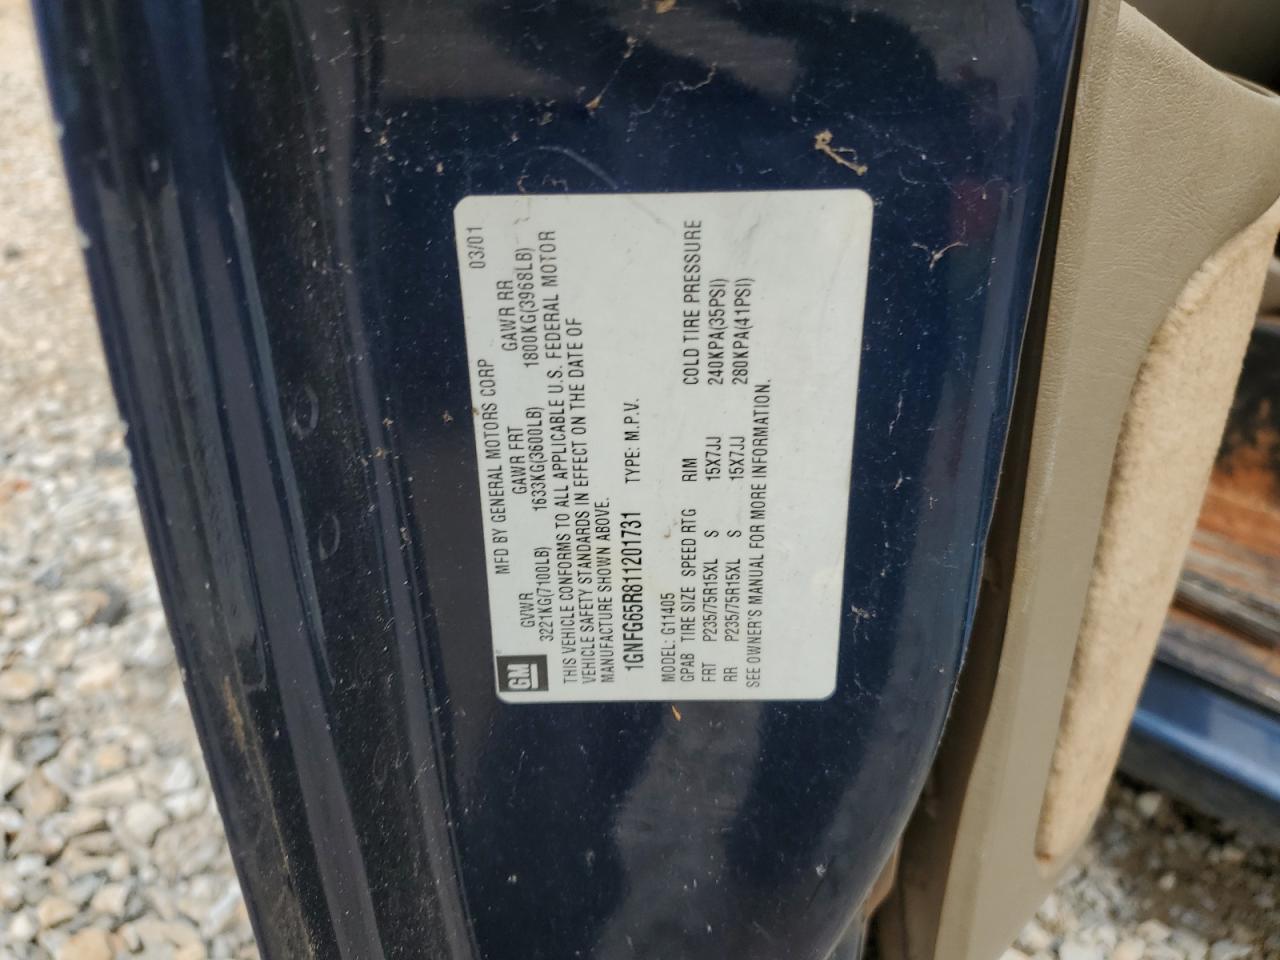 GM
MFD BY GENERAL MOTORS CORP 03/01
GVWR GAWR FRT GAWR RR
3221KG(7100LB) 1633KG(3600LB) 1800KG(3968LB)
THIS VEHICLE CONFORMS TO ALL APPLICABLE U.S. FEDERAL MOTOR
VEHICLE SAFETY STANDARDS IN EFFECT ON THE DATE OF
MANUFACTURE SHOWN ABOVE.
1GNFG65R811201731 TYPE: M.P.V.
MODEL: G11405
GPAB TIRE SIZE SPEED RTG RIM COLD TIRE PRESSURE
FRT P235/75R15XL S 15X7JJ 240KPA(35PSI)
RR P235/75R15XL S 15X7JJ 280KPA(41PSI)
SEE OWNER'S MANUAL FOR MORE INFORMATION.